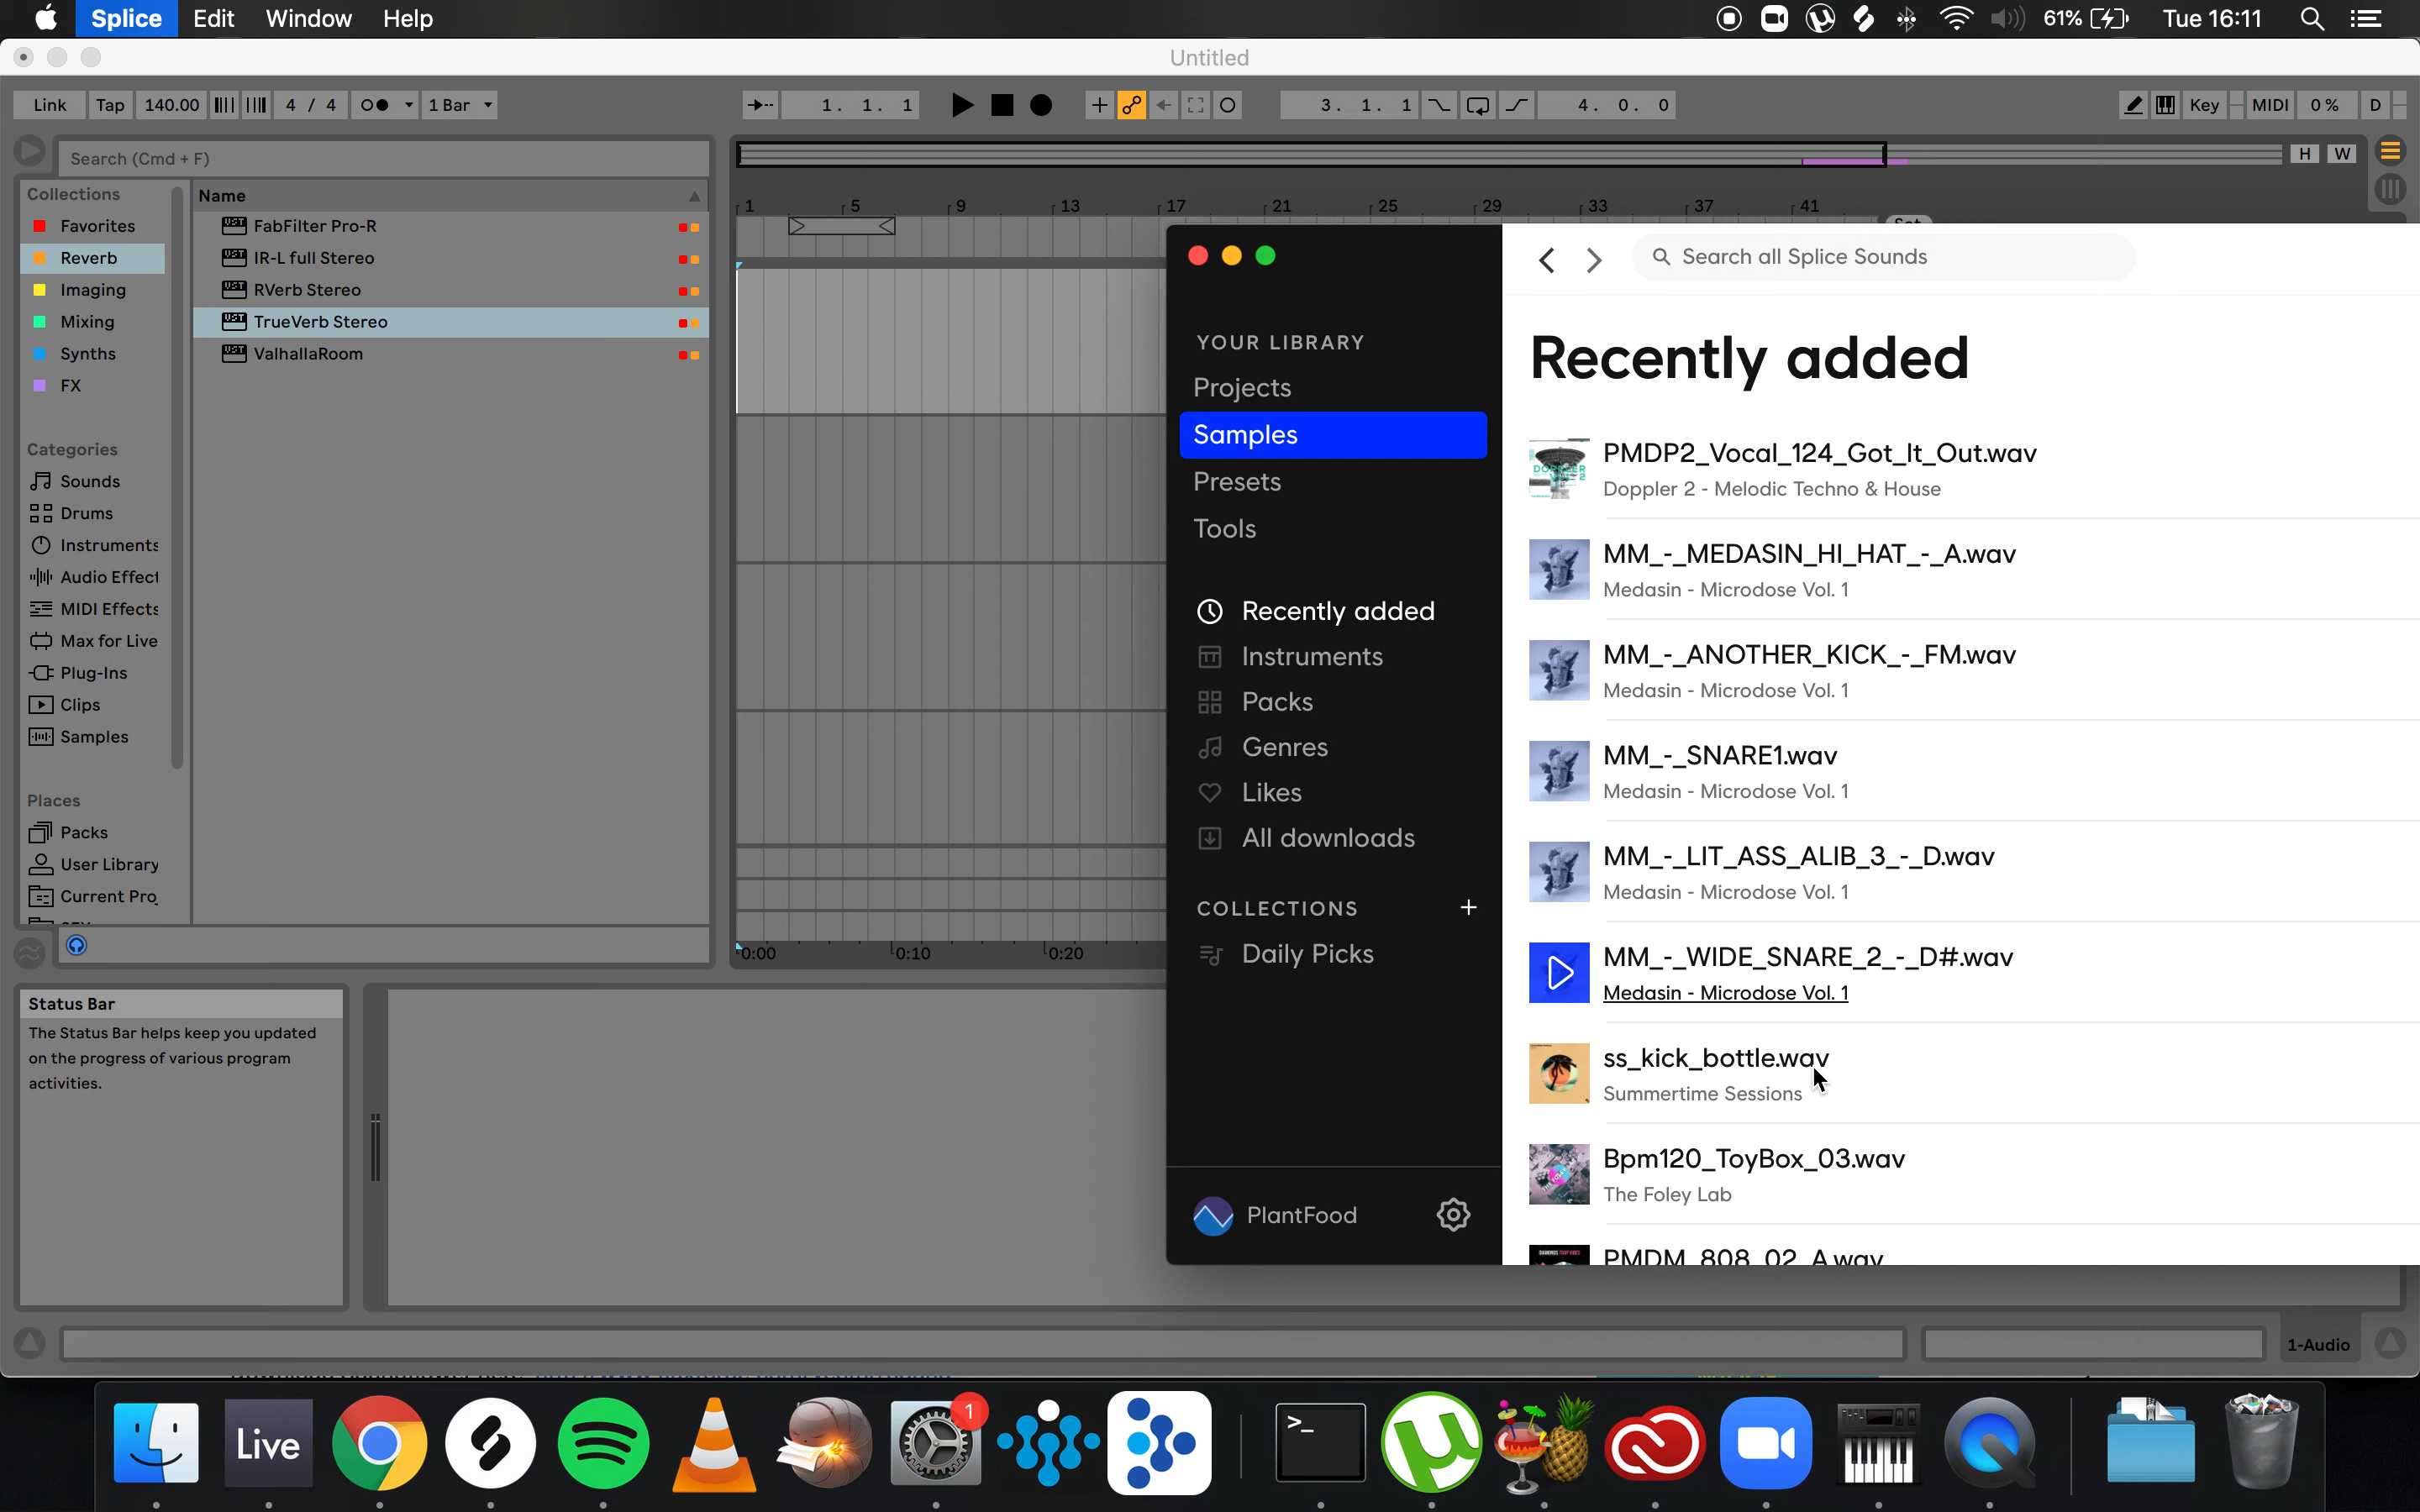 Splice Edit Window Help
61% Tue 16:11
Untitled
Link Tap 140.00 4 / 4 1 Bar 1. 1. 1 3. 1. 1 4. 0. 0 Key MIDI 0 % D
Search (Cmd + F)
H W
Collections
Favorites
Reverb
Imaging
Mixing
Synths
FX
Categories
Sounds
Drums
Instruments
Audio Effect
MIDI Effects
Max for Live
Plug-Ins
Clips
Samples
Places
Packs
User Library
Current Pro
Name
FabFilter Pro-R
IR-L full Stereo
RVerb Stereo
TrueVerb Stereo
ValhallaRoom
1 5 9 13 17 21 25 29 33 37 41
Set
0:00 0:10 0:20
YOUR LIBRARY
Projects
Samples
Presets
Tools
Recently added
Instruments
Packs
Genres
Likes
All downloads
COLLECTIONS +
Daily Picks
PlantFood
Search all Splice Sounds
Recently added
PMDP2_Vocal_124_Got_It_Out.wav
Doppler 2 - Melodic Techno & House
MM_-_MEDASIN_HI_HAT_-_A.wav
Medasin - Microdose Vol. 1
MM_-_ANOTHER_KICK_-_FM.wav
Medasin - Microdose Vol. 1
MM_-_SNARE1.wav
Medasin - Microdose Vol. 1
MM_-_LIT_ASS_ALIB_3_-_D.wav
Medasin - Microdose Vol. 1
MM_-_WIDE_SNARE_2_-_D#.wav
Medasin - Microdose Vol. 1
ss_kick_bottle.wav
Summertime Sessions
Bpm120_ToyBox_03.wav
The Foley Lab
PMDM_808_02_A.wav
Status Bar
The Status Bar helps keep you updated
on the progress of various program
activities.
1-Audio
Live
1